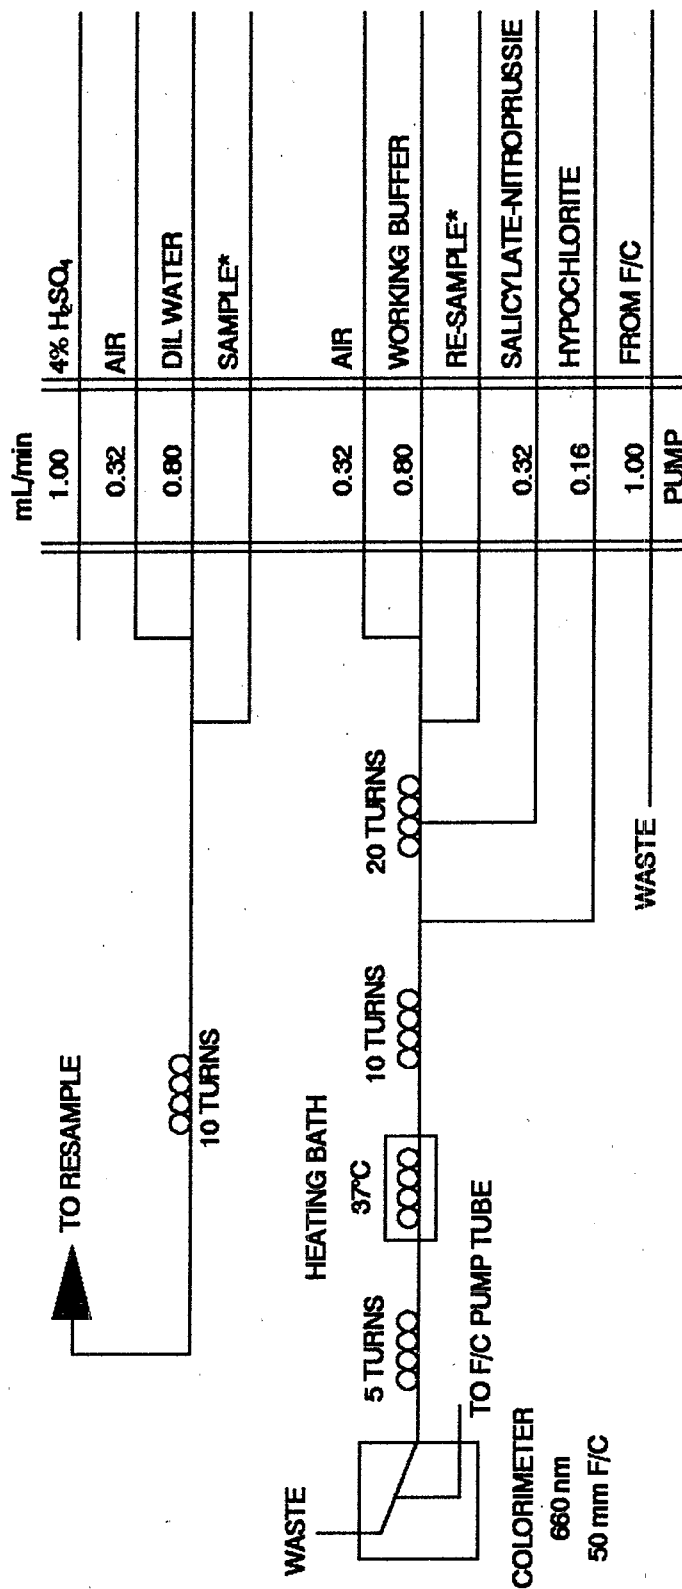 mL/min
1.00 4% H₂SO₄
0.32 AIR
0.80 DIL WATER
SAMPLE*
0.32 AIR
0.80 WORKING BUFFER
RE-SAMPLE*
0.32 SALICYLATE-NITROPRUSSIE
0.16 HYPOCHLORITE
1.00 FROM F/C
PUMP
TO RESAMPLE
10 TURNS
20 TURNS
10 TURNS
HEATING BATH
37°C
5 TURNS
WASTE
TO F/C PUMP TUBE
WASTE
COLORIMETER
660 nm
50 mm F/C